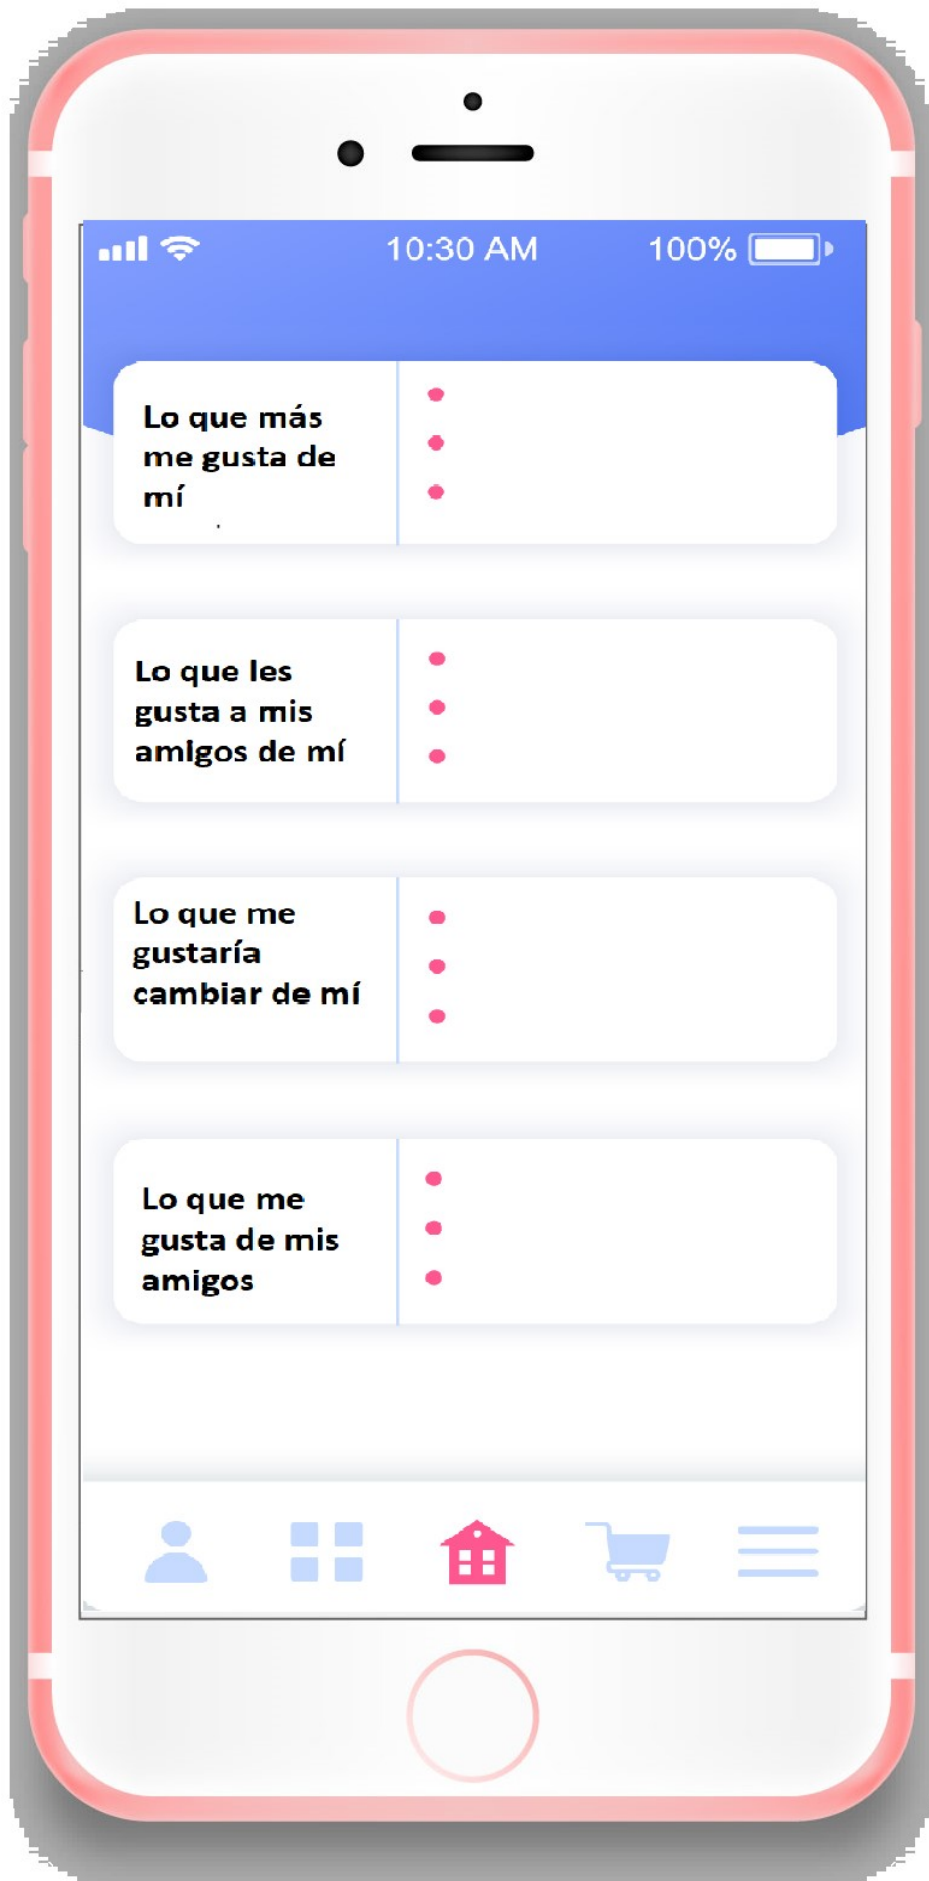 10:30 AM 100%
Lo que más
me gusta de
mí
Lo que les
gusta a mis
amigos de mí
Lo que me
gustaría
cambiar de mí
Lo que me
gusta de mis
amigos